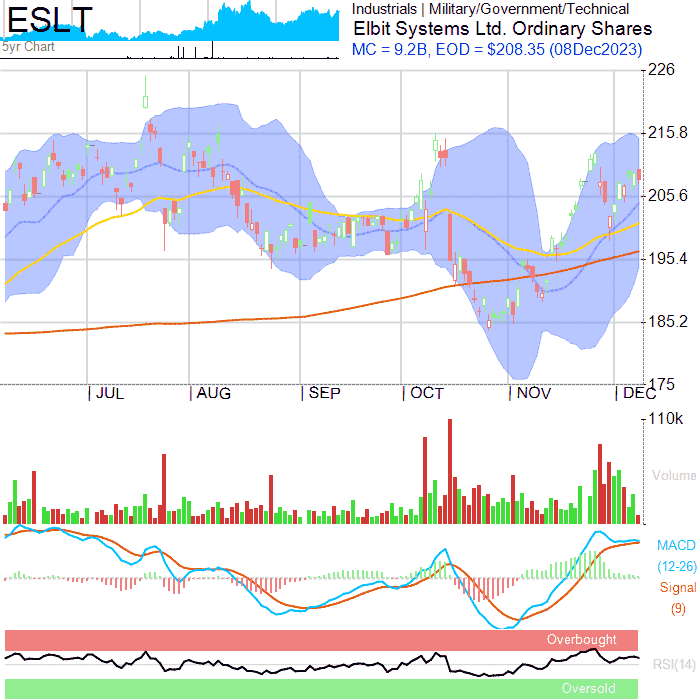 ESLT
5yr Chart
Industrials | Military/Government/Technical
Elbit Systems Ltd. Ordinary Shares
MC = 9.2B, EOD = $208.35 (08Dec2023)
226
215.8
205.6
195.4
185.2
175
JUL AUG SEP OCT NOV DEC
110k
Volume
MACD
(12-26)
Signal
(9)
Overbought
RSI(14)
Oversold